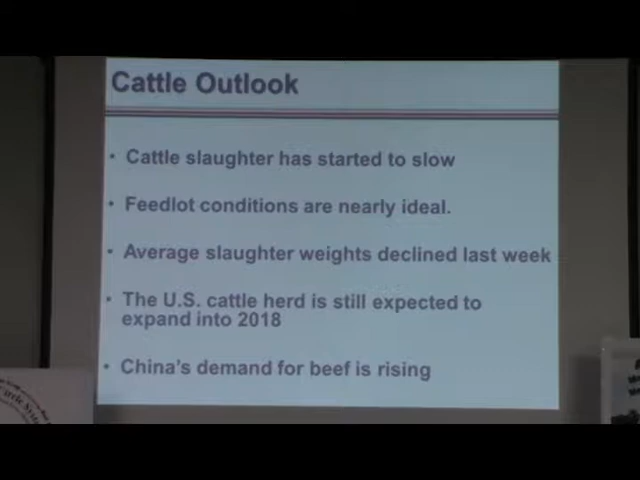 Cattle Outlook
• Cattle slaughter has started to slow
• Feedlot conditions are nearly ideal.
• Average slaughter weights declined last week
• The U.S. cattle herd is still expected to
expand into 2018
• China's demand for beef is rising